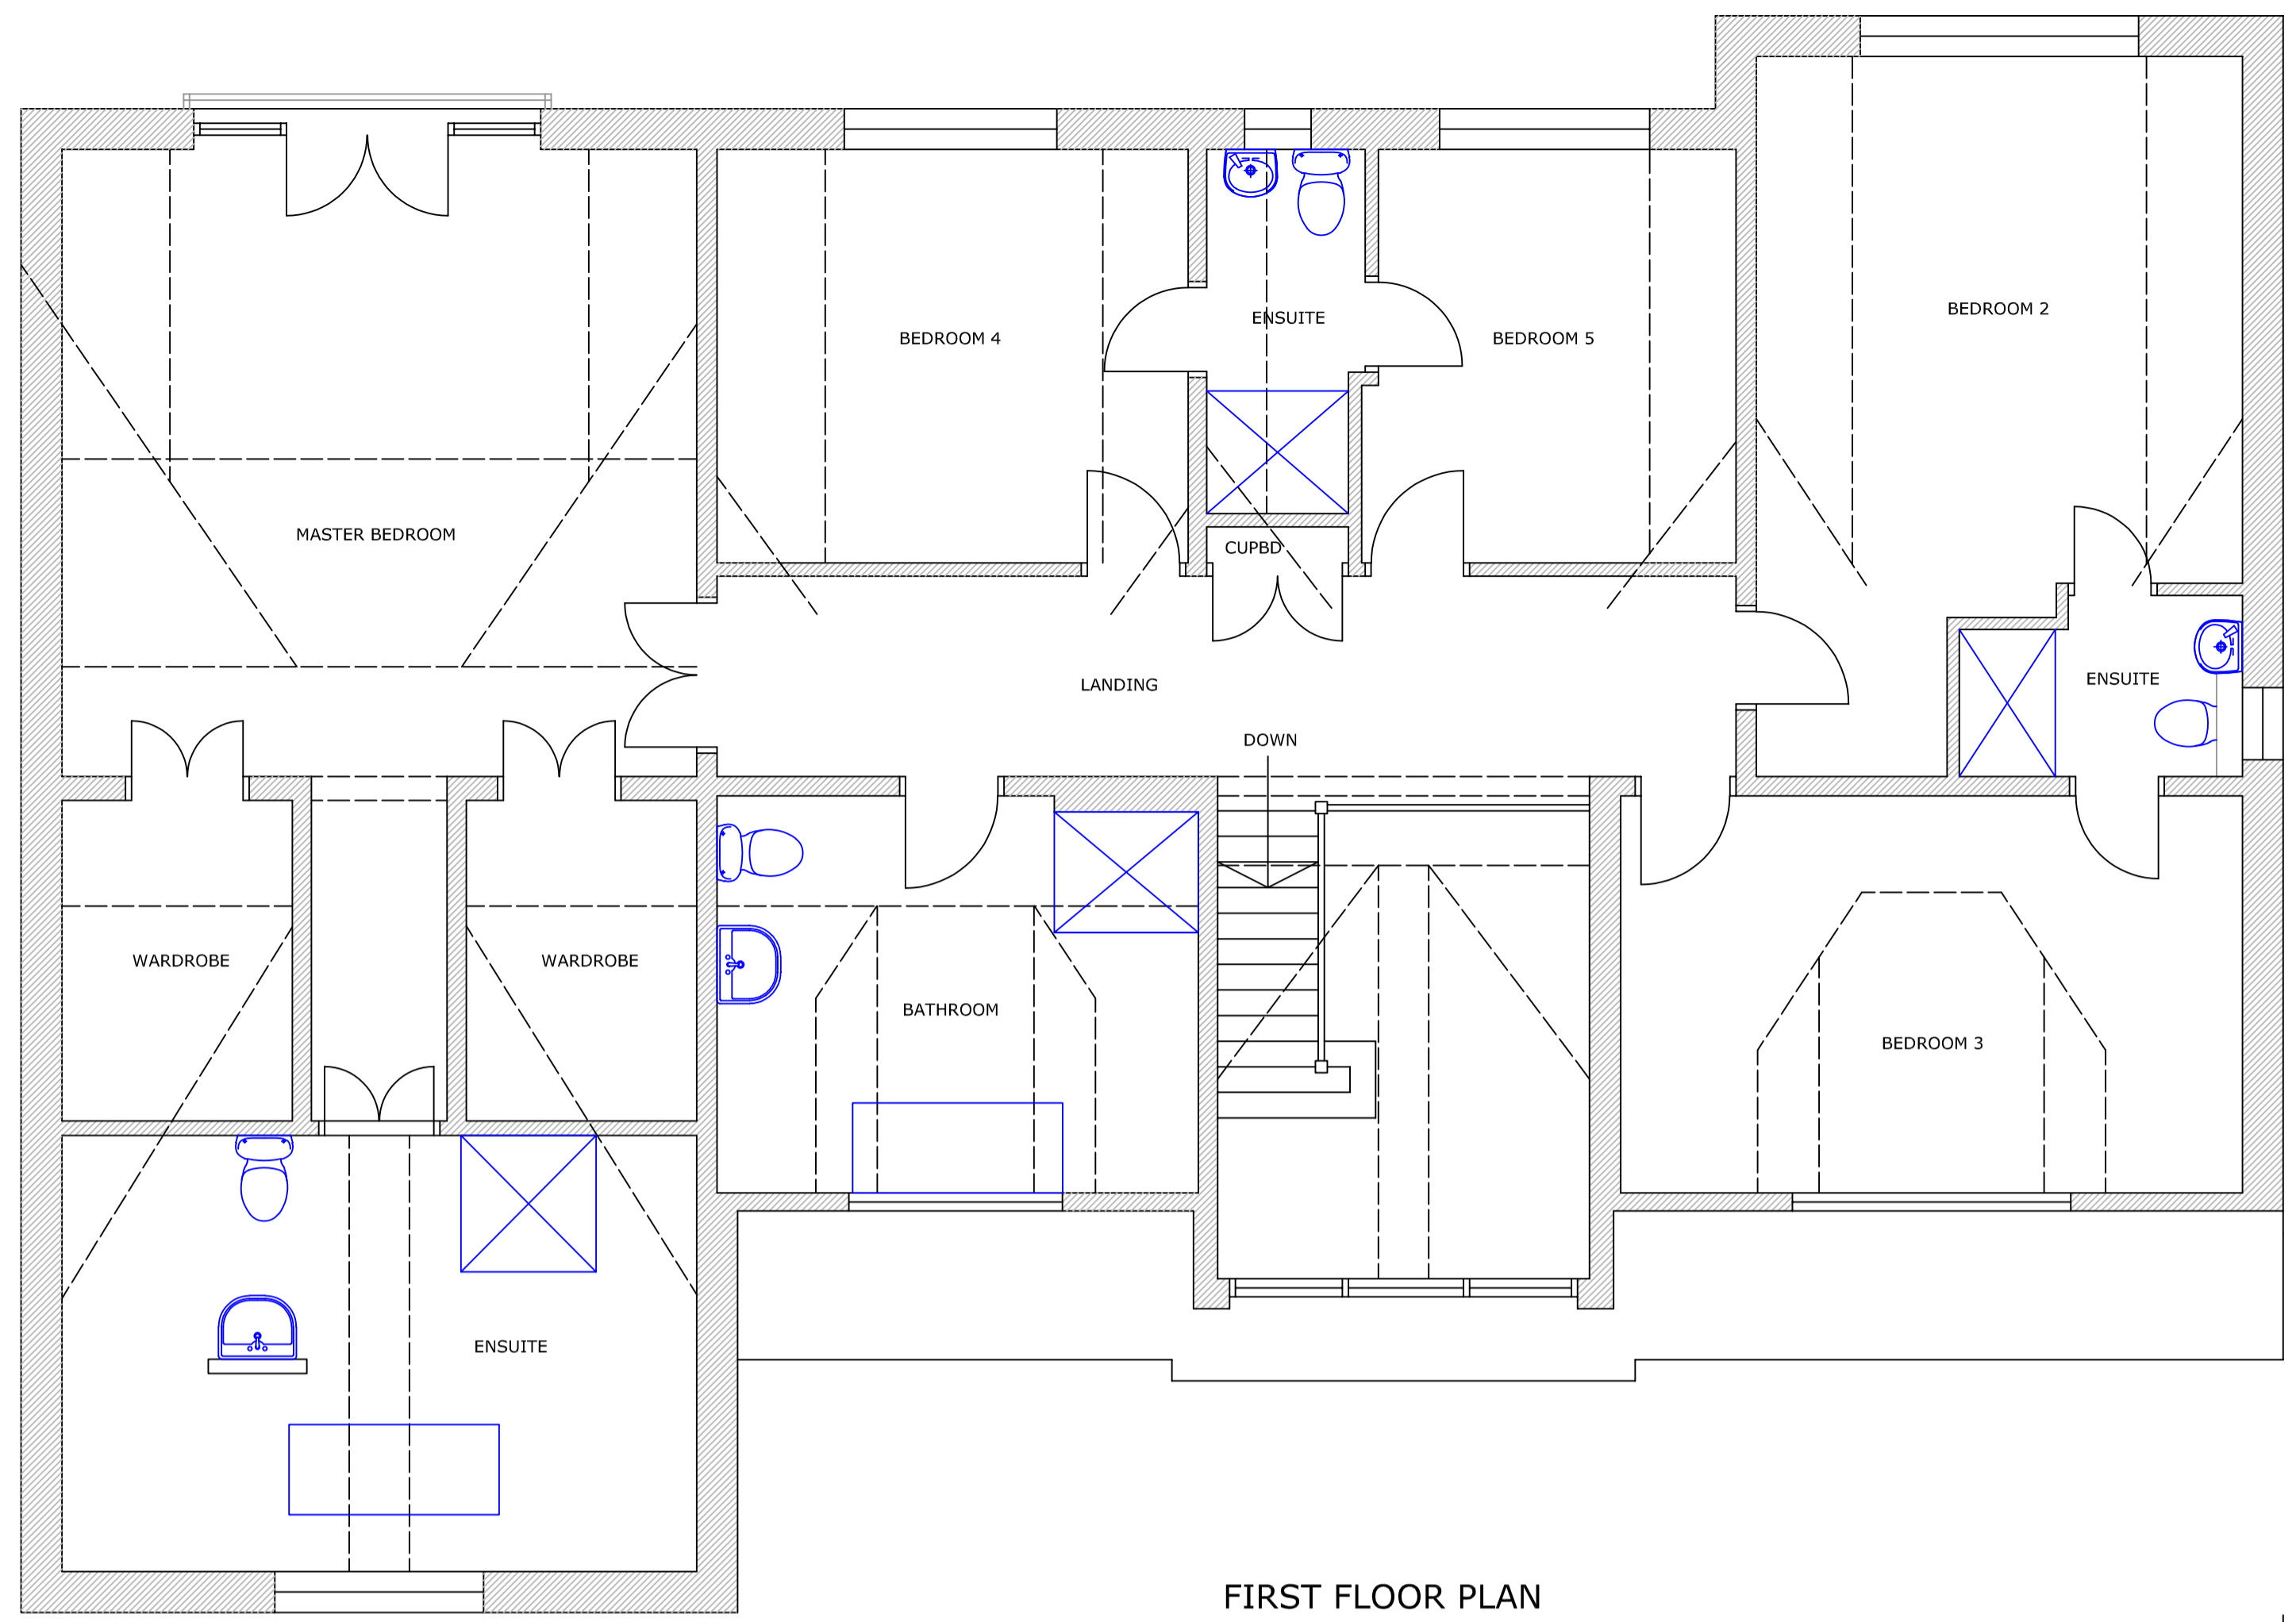 BEDROOM 2
ENSUITE
BEDROOM 4
BEDROOM 5
MASTER BEDROOM
CUPBD
ENSUITE
LANDING
DOWN
WARDROBE
WARDROBE
BATHROOM
BEDROOM 3
ENSUITE
FIRST FLOOR PLAN